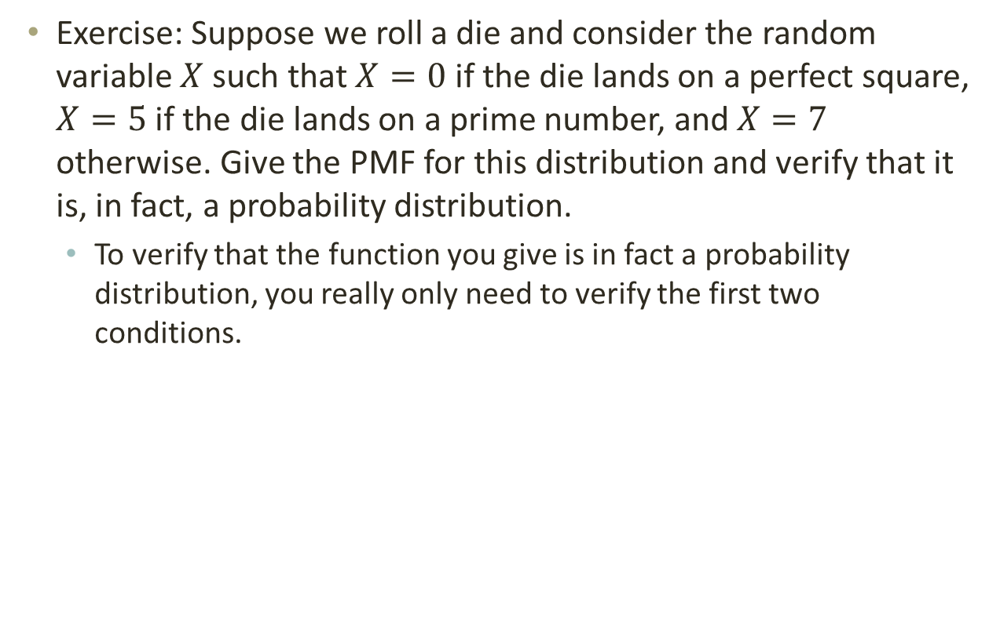 • Exercise: Suppose we roll a die and consider the random
variable X such that X = 0 if the die lands on a perfect square,
X = 5 if the die lands on a prime number, and X = 7
otherwise. Give the PMF for this distribution and verify that it
is, in fact, a probability distribution.
• To verify that the function you give is in fact a probability
distribution, you really only need to verify the first two
conditions.